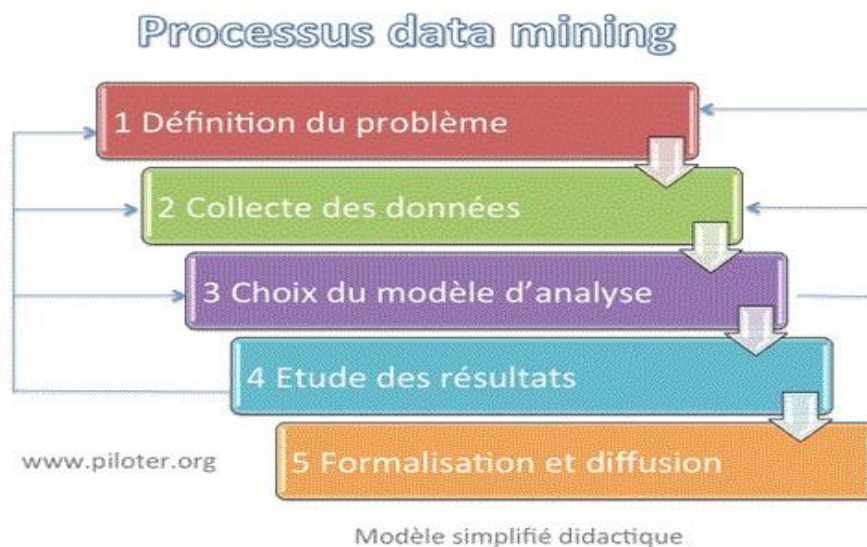 Processus data mining
1 Définition du problème
2 Collecte des données
3 Choix du modèle d’analyse
4 Etude des résultats
www.piloter.org
5 Formalisation et diffusion
Modèle simplifié didactique